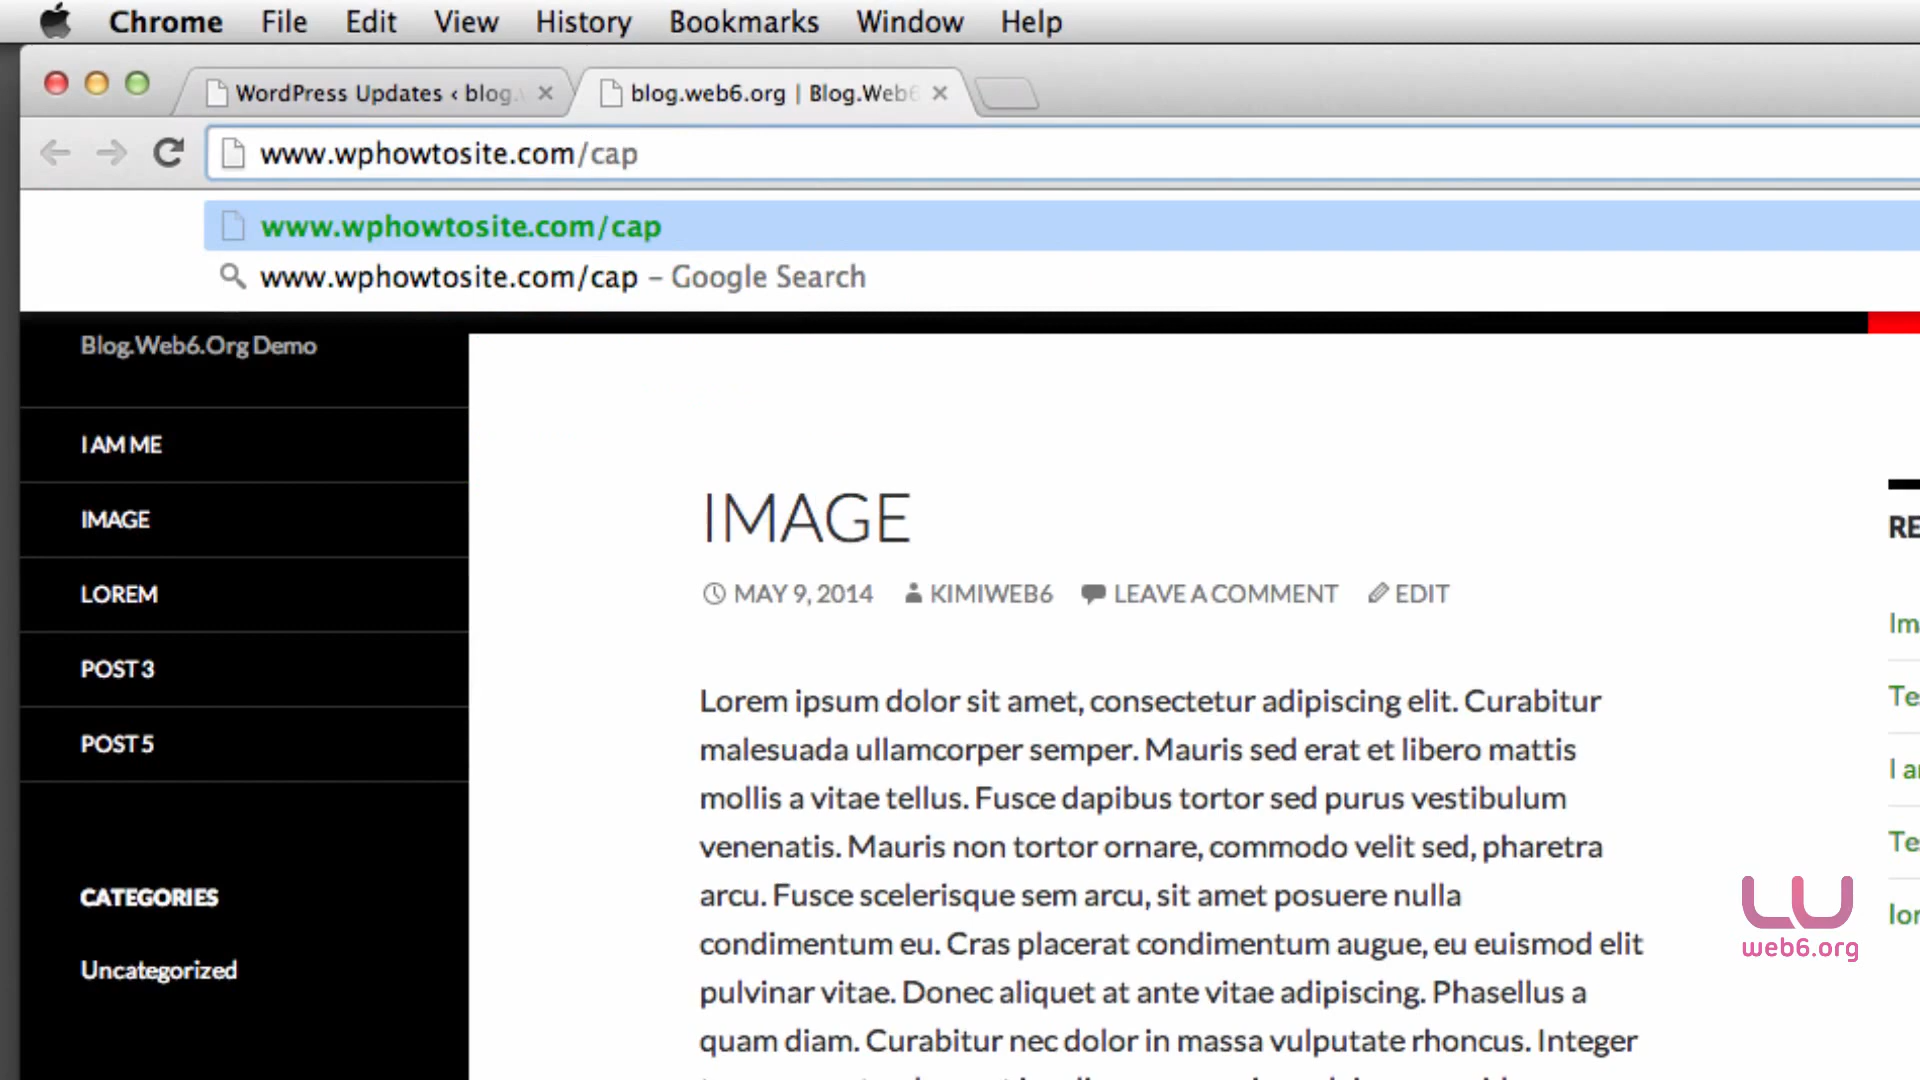 Chrome File Edit View History Bookmarks Window Help
WordPress Updates ‹ blog. blog.web6.org | Blog.Web6
www.wphowtosite.com/cap
www.wphowtosite.com/cap
www.wphowtosite.com/cap – Google Search
Blog.Web6.Org Demo
I AM ME
IMAGE
LOREM
POST 3
POST 5
CATEGORIES
Uncategorized
IMAGE
MAY 9, 2014 KIMIWEB6 LEAVE A COMMENT EDIT
Lorem ipsum dolor sit amet, consectetur adipiscing elit. Curabitur
malesuada ullamcorper semper. Mauris sed erat et libero mattis
mollis a vitae tellus. Fusce dapibus tortor sed purus vestibulum
venenatis. Mauris non tortor ornare, commodo velit sed, pharetra
arcu. Fusce scelerisque sem arcu, sit amet posuere nulla
condimentum eu. Cras placerat condimentum augue, eu euismod elit
pulvinar vitae. Donec aliquet at ante vitae adipiscing. Phasellus a
quam diam. Curabitur nec dolor in massa vulputate rhoncus. Integer
RE
Im
Te
I a
Te
lor
web6.org